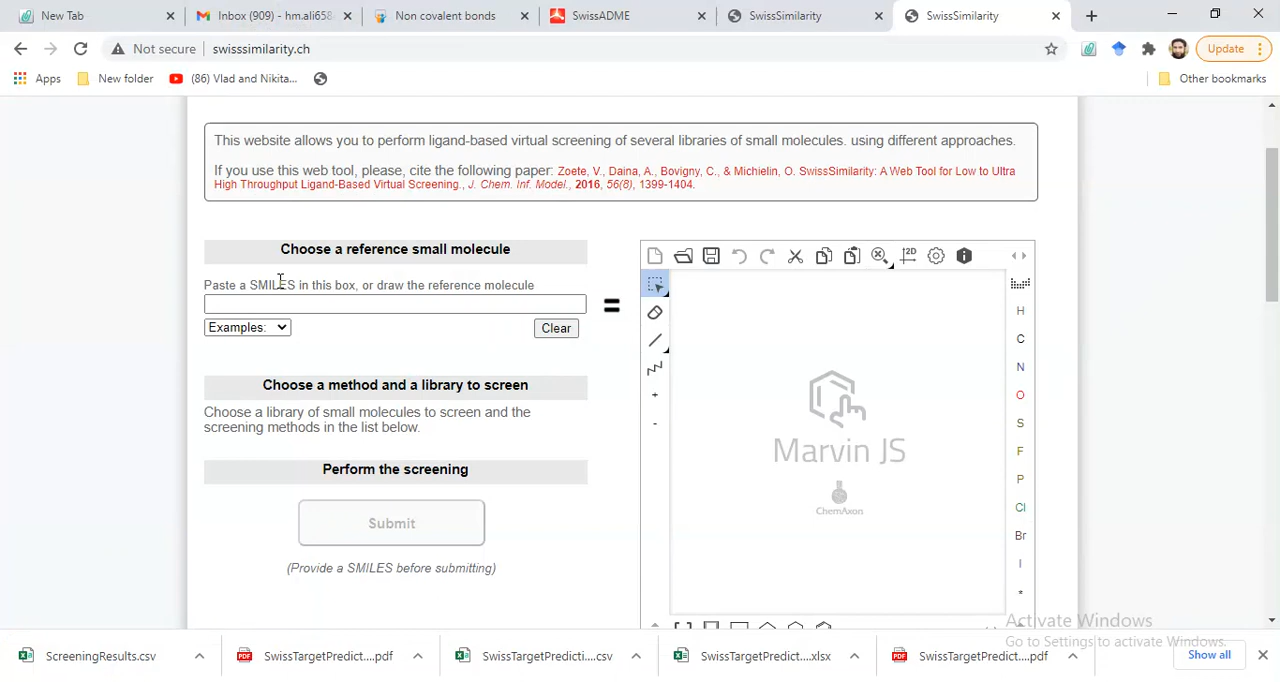 New Tab
Inbox (909) - hm.ali658
Non covalent bonds
SwissADME
SwissSimilarity
SwissSimilarity
Not secure
swisssimilarity.ch
Update
Apps
New folder
(86) Vlad and Nikita...
Other bookmarks
This website allows you to perform ligand-based virtual screening of several libraries of small molecules. using different approaches.
If you use this web tool, please, cite the following paper: Zoete, V., Daina, A., Bovigny, C., & Michielin, O. SwissSimilarity: A Web Tool for Low to Ultra
High Throughput Ligand-Based Virtual Screening., J. Chem. Inf. Model., 2016, 56(8), 1399-1404.
Choose a reference small molecule
Paste a SMILES in this box, or draw the reference molecule
Examples:
Clear
=
Choose a method and a library to screen
Choose a library of small molecules to screen and the
screening methods in the list below.
Perform the screening
Submit
(Provide a SMILES before submitting)
2D
H
C
N
O
S
F
P
Cl
Br
I
*
+
-
Marvin JS
ChemAxon
Activate Windows
Go to Settings to activate Windows.
ScreeningResults.csv
SwissTargetPredict....pdf
SwissTargetPredicti....csv
SwissTargetPredict....xlsx
SwissTargetPredict....pdf
Show all